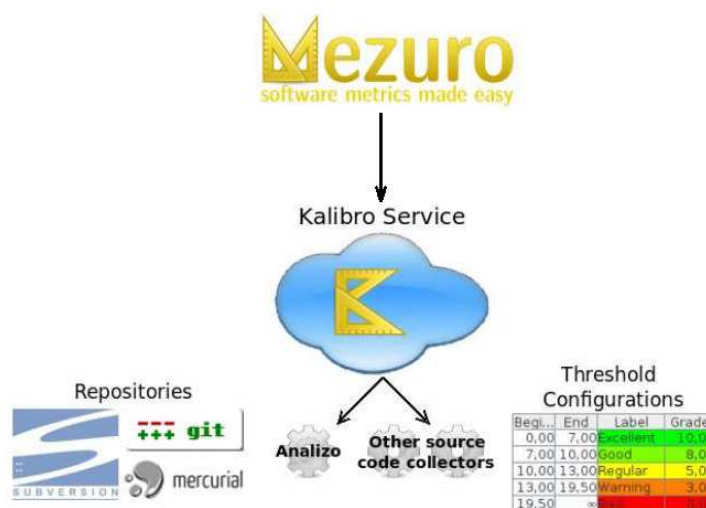 Mezuro
software metrics made easy
Kalibro Service
Repositories
git
mercurial
SUBVERSION
Analizo
Other source
code collectors
Threshold
Configurations
Begi... End Label Grade
0,00 7,00 Excellent 10,0
7,00 10,00 Good 8,0
10,00 13,00 Regular 5,0
13,00 19,50 Warning 3,0
19,50 ∞